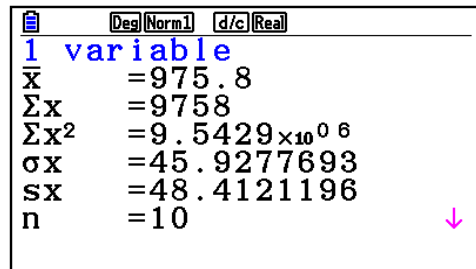 Deg Norm1 d/c Real
1 variable
x̄ =975.8
Σx =9758
Σx² =9.5429×10⁰⁶
σx =45.9277693
sx =48.4121196
n =10 ↓